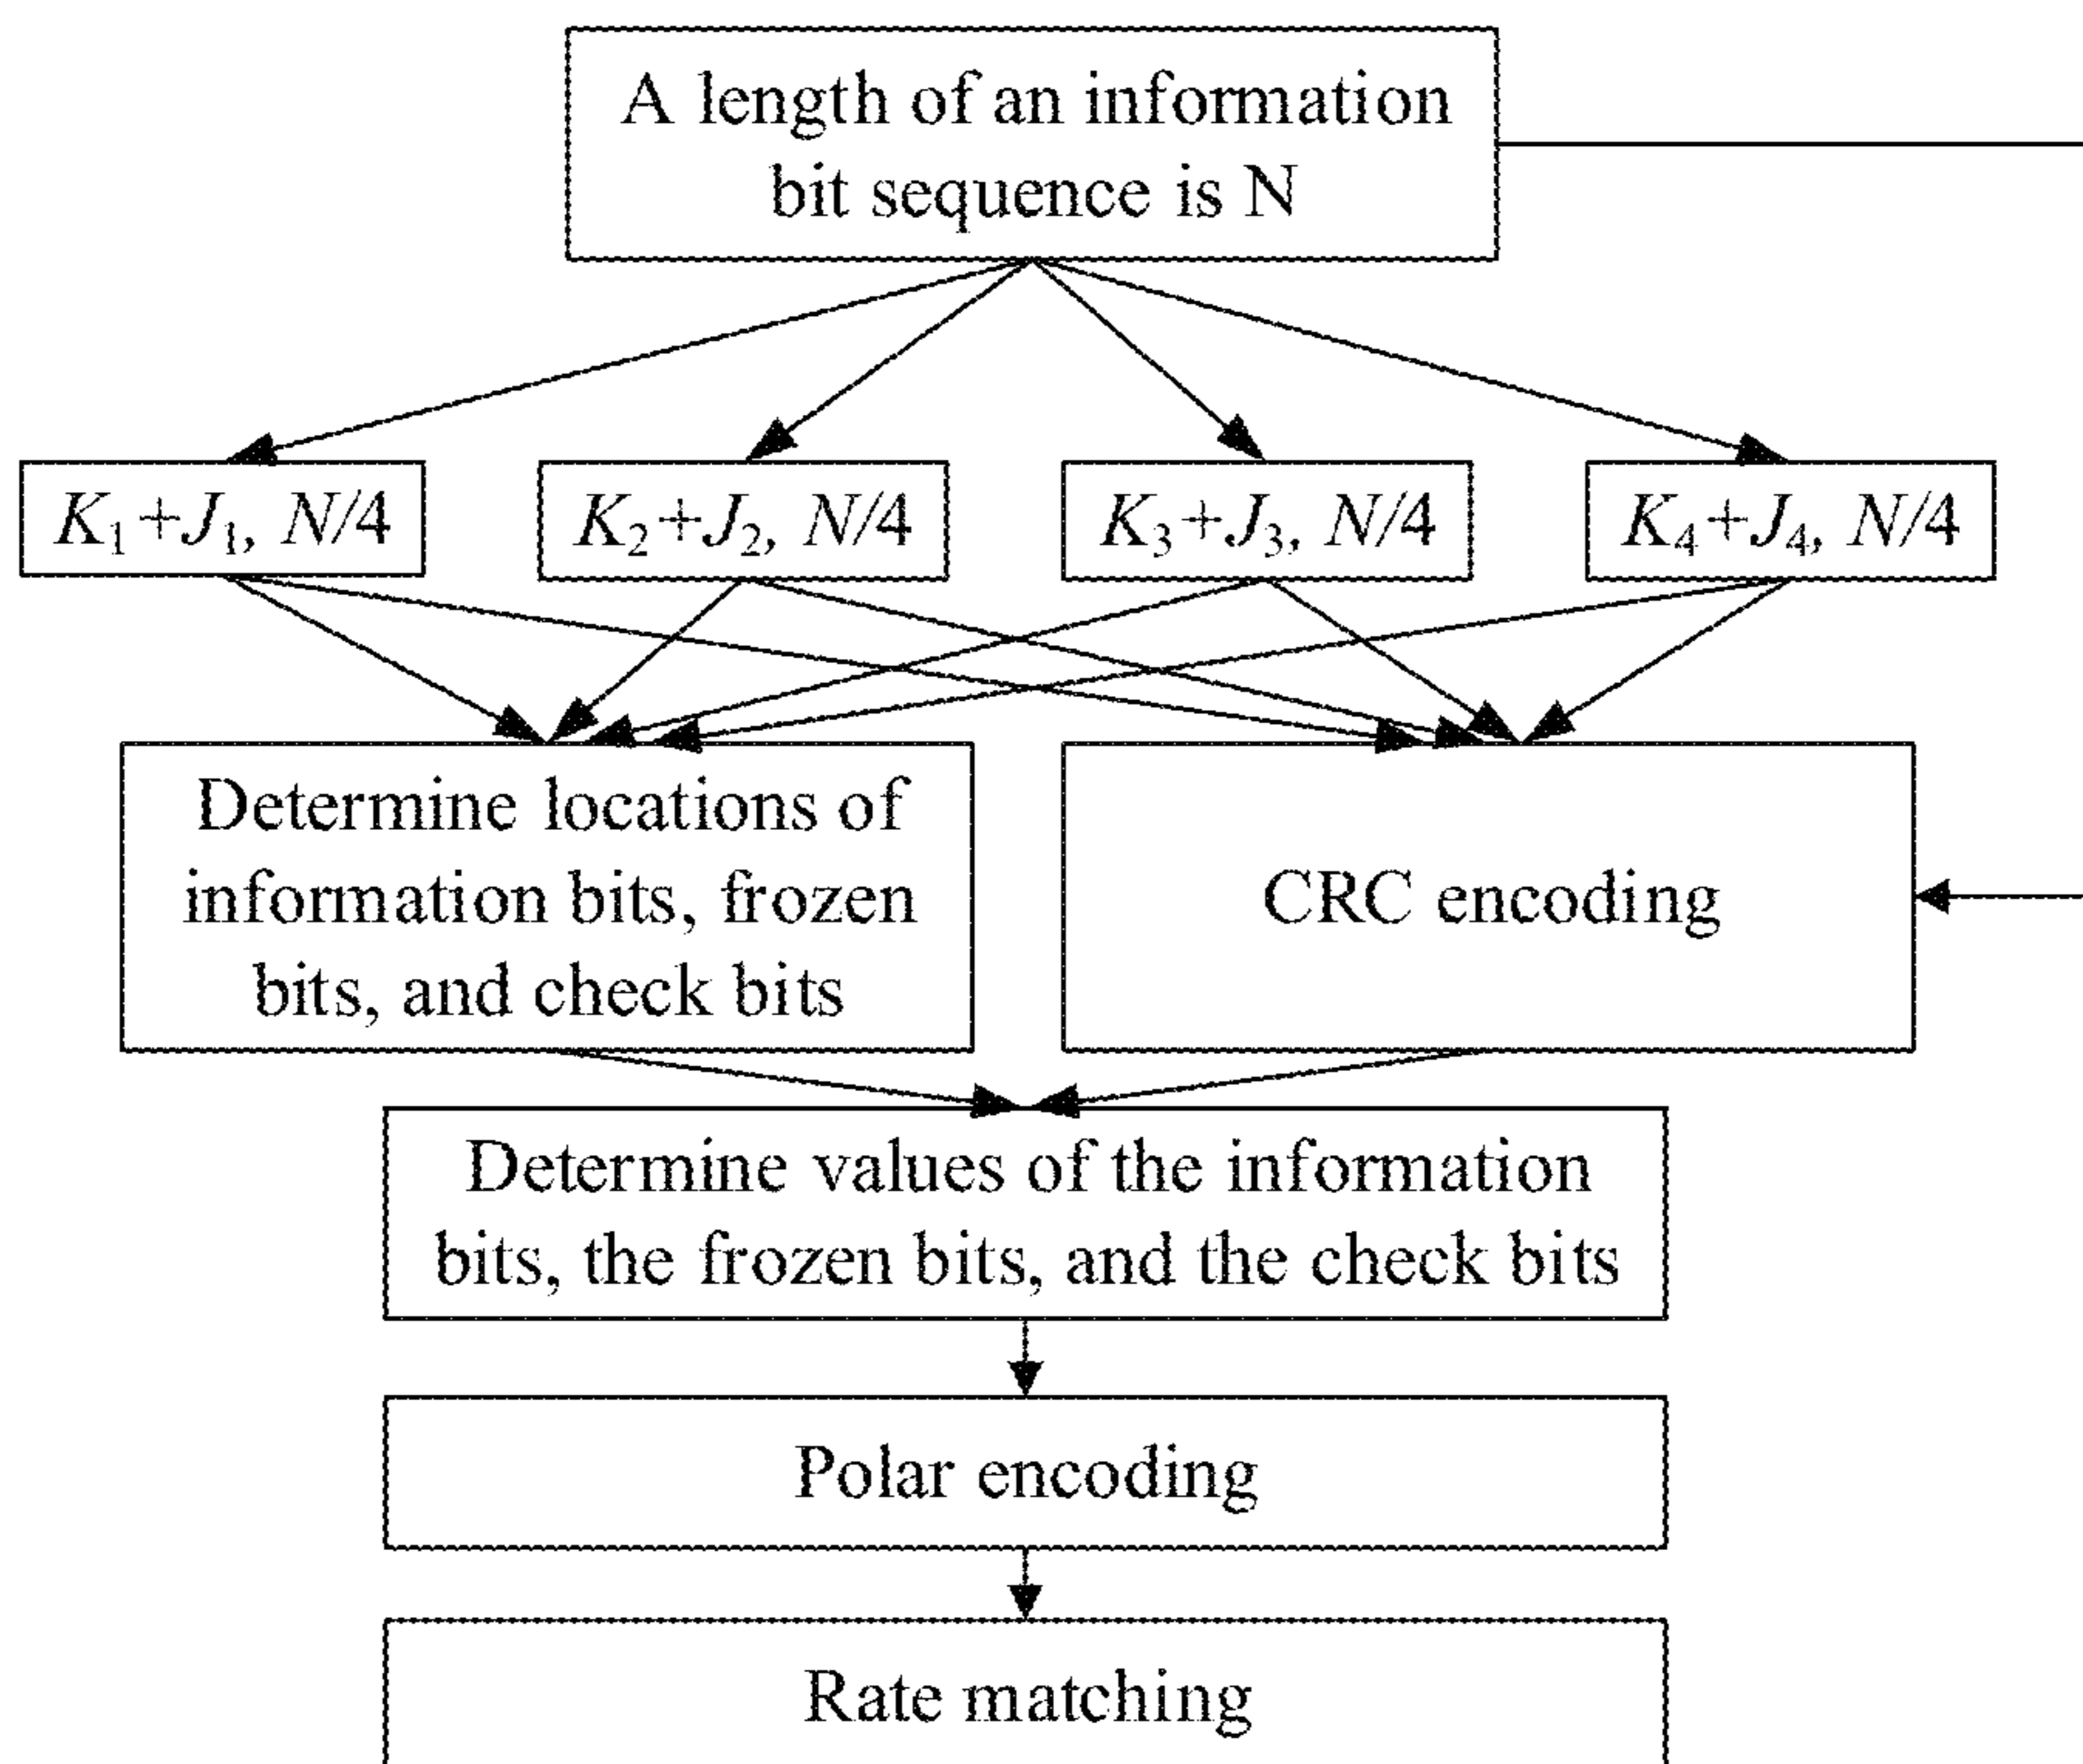 A length of an information
bit sequence is N
K₁+J₁, N/4
K₂+J₂, N/4
K₃+J₃, N/4
K₄+J₄, N/4
Determine locations of
information bits, frozen
bits, and check bits
CRC encoding
Determine values of the information
bits, the frozen bits, and the check bits
Polar encoding
Rate matching